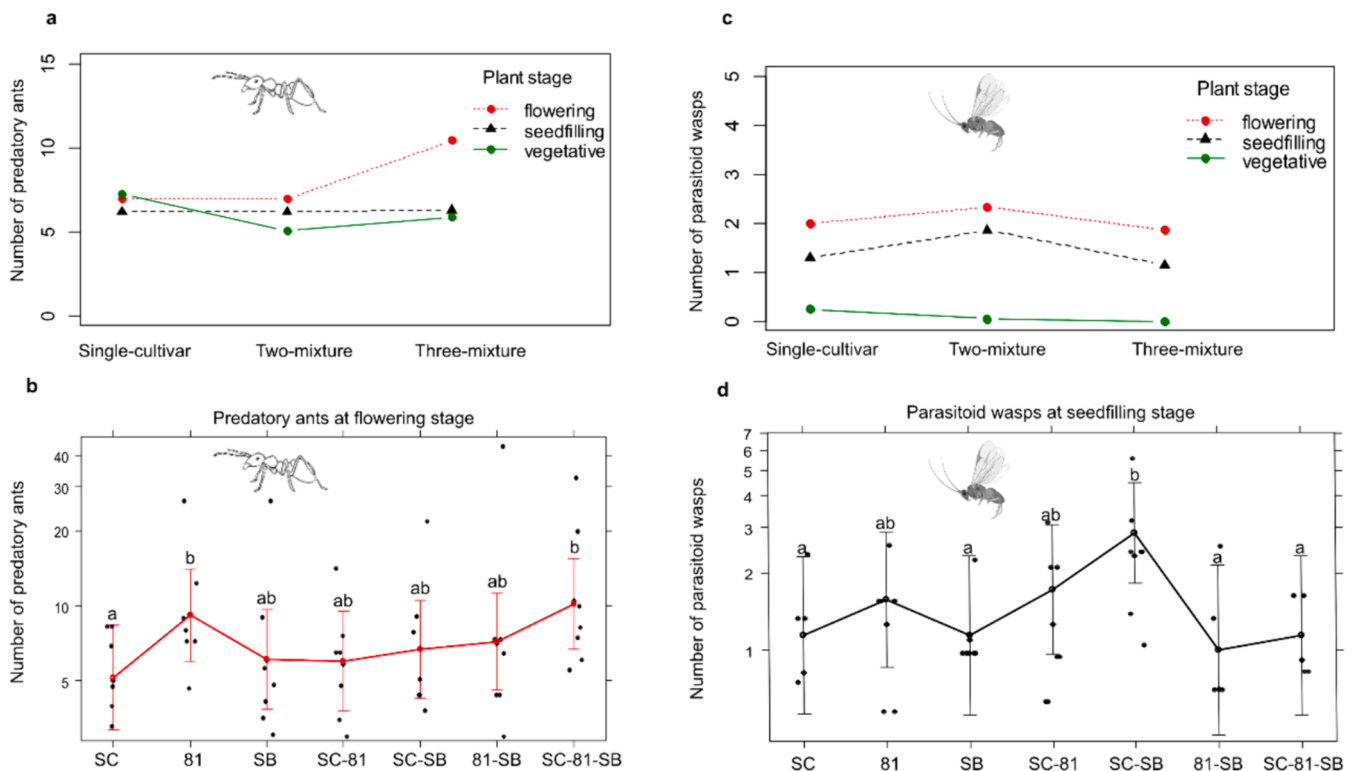 a
Number of predatory ants
15
10
5
0
Plant stage
flowering
seedfilling
vegetative
Single-cultivar Two-mixture Three-mixture
c
Number of parasitoid wasps
5
4
3
2
1
0
Plant stage
flowering
seedfilling
vegetative
Single-cultivar Two-mixture Three-mixture
b
Predatory ants at flowering stage
Number of predatory ants
40
30
20
10
5
a b ab ab ab ab b
SC 81 SB SC-81 SC-SB 81-SB SC-81-SB
d
Parasitoid wasps at seedfilling stage
Number of parasitoid wasps
7
6
5
4
3
2
1
a ab a ab b a a
SC 81 SB SC-81 SC-SB 81-SB SC-81-SB